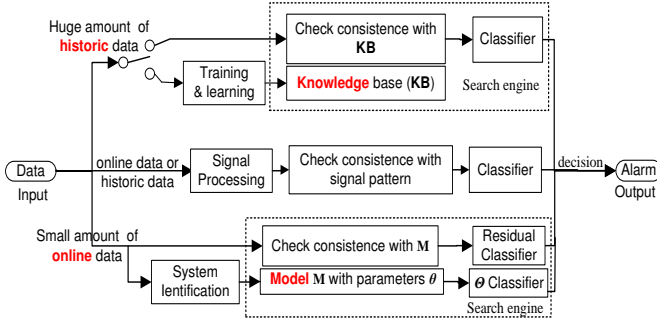 Huge amount of
historic data
Check consistence with
KB
Classifier
Training
& learning
Knowledge base (KB)
Search engine
Data
Input
online data or
historic data
Signal
Processing
Check consistence with
signal pattern
Classifier
decision
Alarm
Output
Small amount of
online data
Check consistence with M
Residual
Classifier
System
Ientification
Model M with parameters θ
Θ Classifier
Search engine